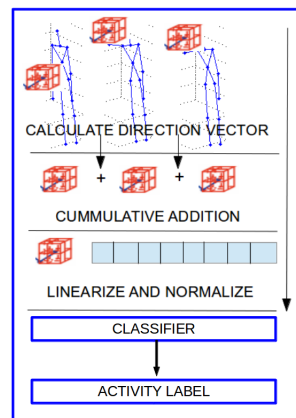 CALCULATE DIRECTION VECTOR
+ +
CUMMULATIVE ADDITION
LINEARIZE AND NORMALIZE
CLASSIFIER
ACTIVITY LABEL